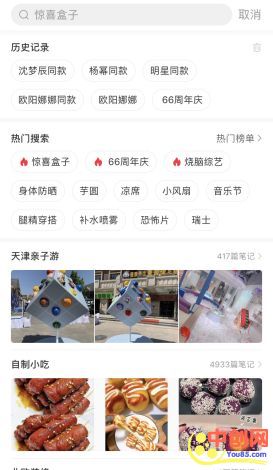 惊喜盒子 取消
历史记录
沈梦辰同款 杨幂同款 明星同款
欧阳娜娜同款 欧阳娜娜 66周年庆
热门搜索 热门榜单
惊喜盒子 66周年庆 烧脑综艺
身体防晒 芋圆 凉席 小风扇 音乐节
腿精穿搭 补水喷雾 恐怖片 瑞士
天津亲子游 417篇笔记
自制小吃 4933篇笔记
中创网
You85.com